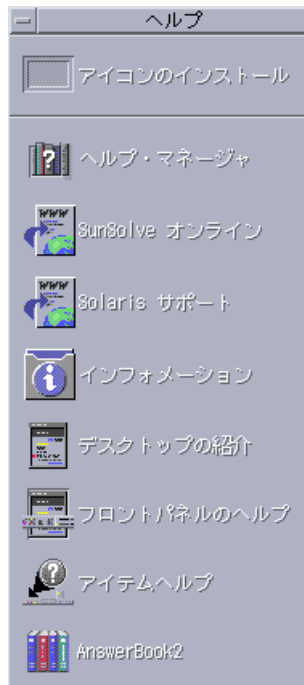 ヘルプ
アイコンのインストール
ヘルプ・マネージャ
SunSolve オンライン
Solaris サポート
インフォメーション
デスクトップの紹介
フロントパネルのヘルプ
アイテムヘルプ
AnswerBook2